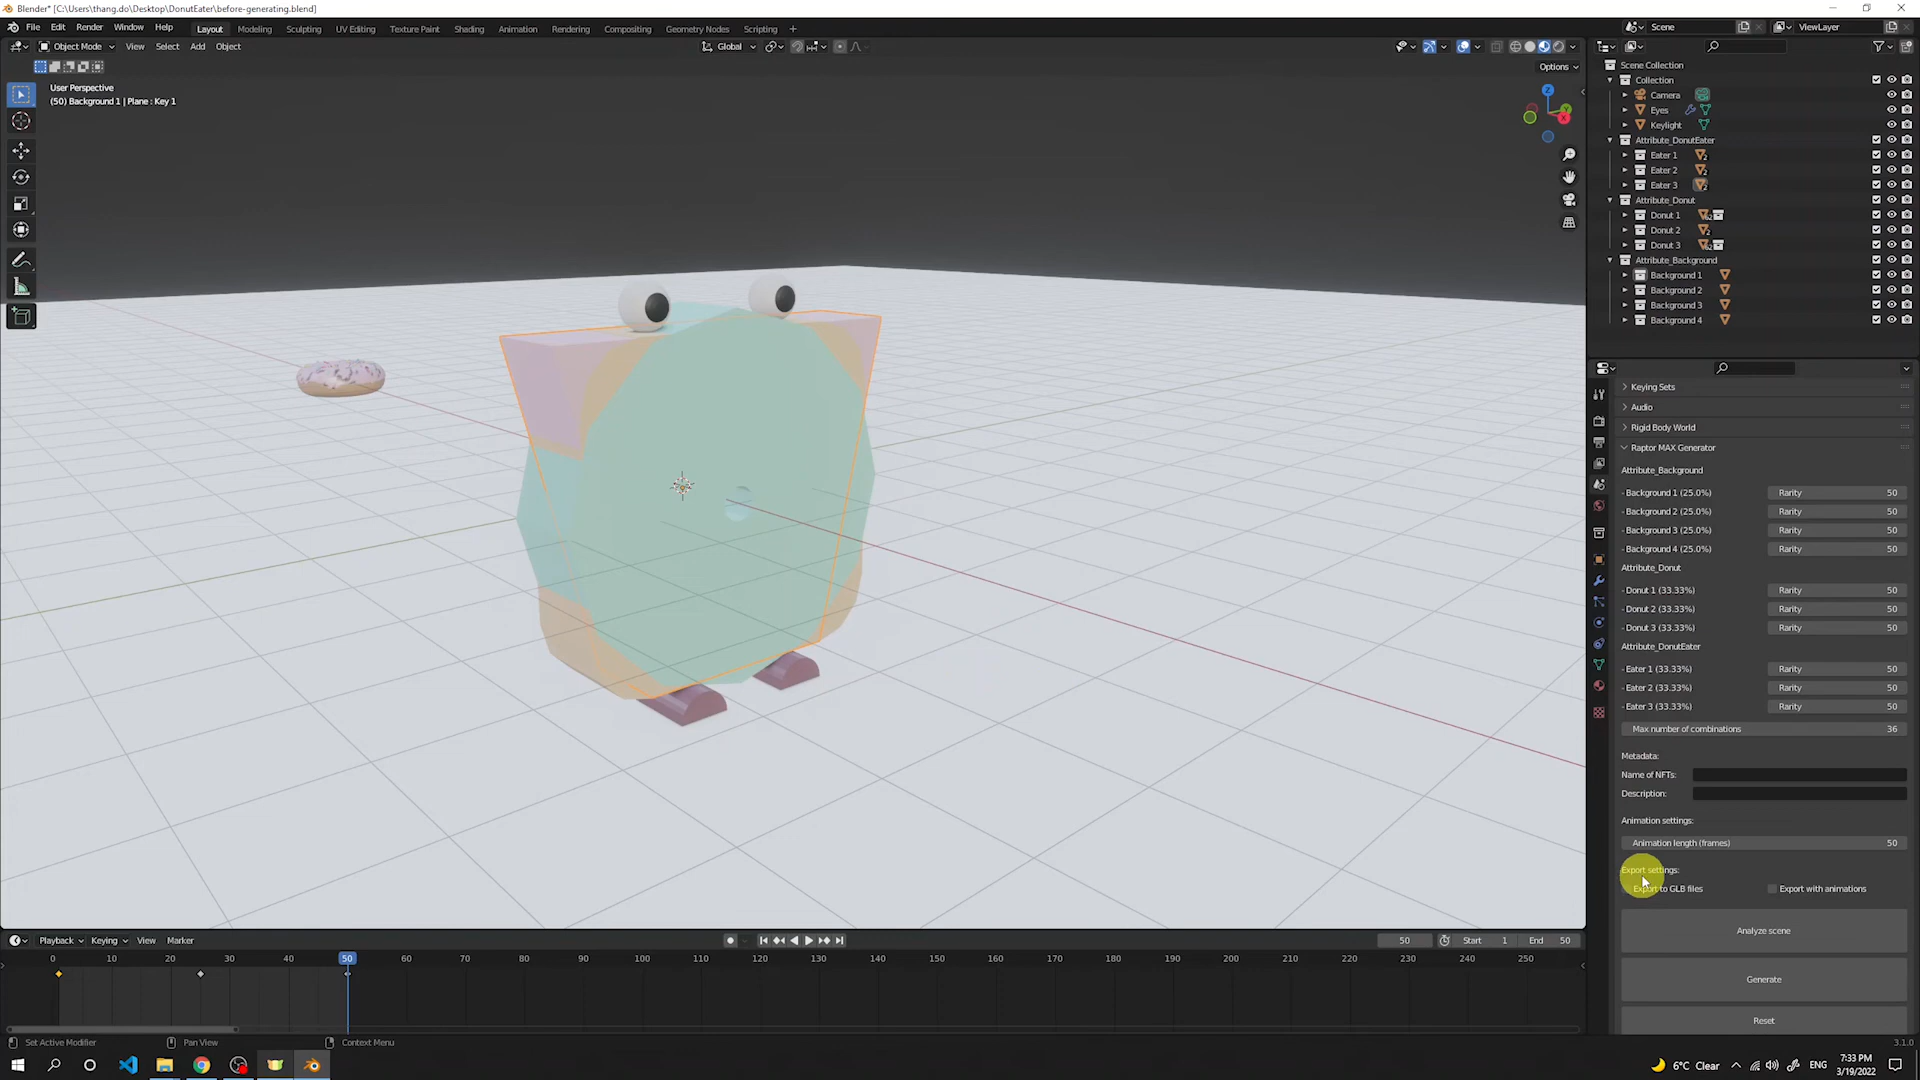 Blender* [C:\Users\thang.do\Desktop\DonutEater\before-generating.blend]
File Edit Render Window Help Layout Modeling Sculpting UV Editing Texture Paint Shading Animation Rendering Compositing Geometry Nodes Scripting + Scene ViewLayer
Object Mode View Select Add Object Global
Options
User Perspective
(50) Background 1 | Plane : Key 1
Z
Y
X
Scene Collection
Collection
Camera
Eyes
Keylight
Attribute_DonutEater
Eater 1
Eater 2
Eater 3
Attribute_Donut
Donut 1
Donut 2
Donut 3
Attribute_Background
Background 1
Background 2
Background 3
Background 4
Keying Sets
Audio
Rigid Body World
Raptor MAX Generator
Attribute_Background
- Background 1 (25.0%) Rarity 50
- Background 2 (25.0%) Rarity 50
- Background 3 (25.0%) Rarity 50
- Background 4 (25.0%) Rarity 50
Attribute_Donut
- Donut 1 (33.33%) Rarity 50
- Donut 2 (33.33%) Rarity 50
- Donut 3 (33.33%) Rarity 50
Attribute_DonutEater
- Eater 1 (33.33%) Rarity 50
- Eater 2 (33.33%) Rarity 50
- Eater 3 (33.33%) Rarity 50
Max number of combinations 36
Metadata:
Name of NFTs:
Description:
Animation settings:
Animation length (frames) 50
Export settings:
Export to GLB files Export with animations
Analyze scene
Generate
Reset
Playback Keying View Marker 50 Start 1 End 50
0 10 20 30 40 50 60 70 80 90 100 110 120 130 140 150 160 170 180 190 200 210 220 230 240 250
Set Active Modifier Pan View Context Menu 3.1.0
6°C Clear ENG 7:33 PM
3/19/2022